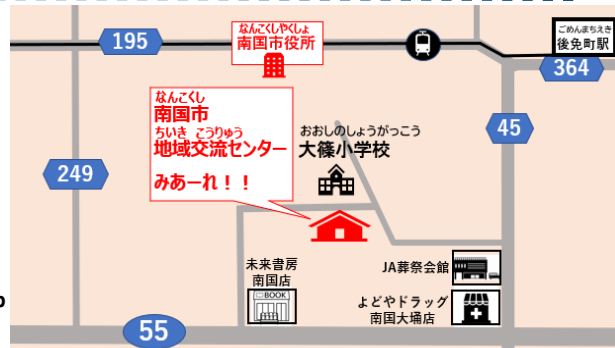 195
なんこくしやくしょ
南国市役所
ごめんまちえき
後免町駅
364
なんこくし
南国市
ちいき こうりゅう
地域交流センター
みあーれ！！
おおしのしょうがっこう
大篠小学校
45
249
未来書房
南国店
BOOK
JA葬祭会館
よどやドラッグ
南国大埇店
55